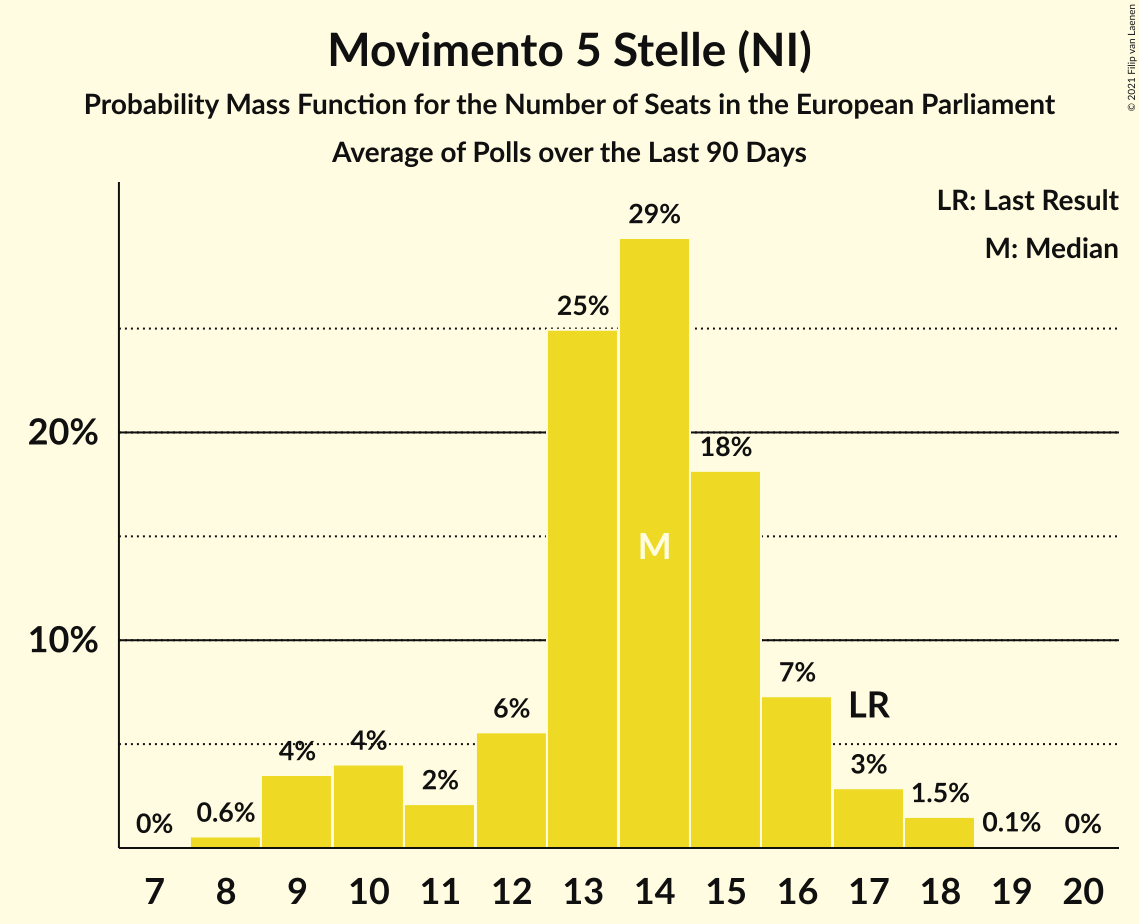 Movimento 5 Stelle (NI)
Probability Mass Function for the Number of Seats in the European Parliament
Average of Polls over the Last 90 Days
© 2021 Filip van Laenen
LR: Last Result
M: Median
20%
10%
0%
0.6%
4%
4%
2%
6%
25%
29%
18%
7%
3%
1.5%
0.1%
0%
M
LR
7 8 9 10 11 12 13 14 15 16 17 18 19 20